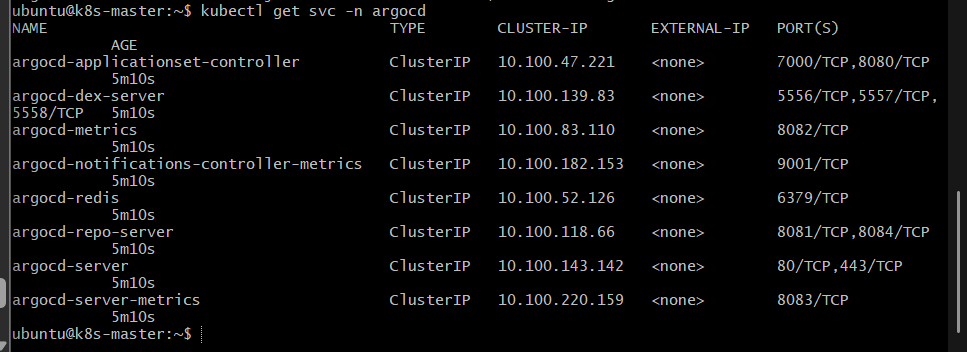 ubuntu@k8s-master:~$ kubectl get svc -n argocd
NAME TYPE CLUSTER-IP EXTERNAL-IP PORT(S)
AGE
argocd-applicationset-controller ClusterIP 10.100.47.221 <none> 7000/TCP,8080/TCP
5m10s
argocd-dex-server ClusterIP 10.100.139.83 <none> 5556/TCP,5557/TCP,
5558/TCP 5m10s
argocd-metrics ClusterIP 10.100.83.110 <none> 8082/TCP
5m10s
argocd-notifications-controller-metrics ClusterIP 10.100.182.153 <none> 9001/TCP
5m10s
argocd-redis ClusterIP 10.100.52.126 <none> 6379/TCP
5m10s
argocd-repo-server ClusterIP 10.100.118.66 <none> 8081/TCP,8084/TCP
5m10s
argocd-server ClusterIP 10.100.143.142 <none> 80/TCP,443/TCP
5m10s
argocd-server-metrics ClusterIP 10.100.220.159 <none> 8083/TCP
5m10s
ubuntu@k8s-master:~$